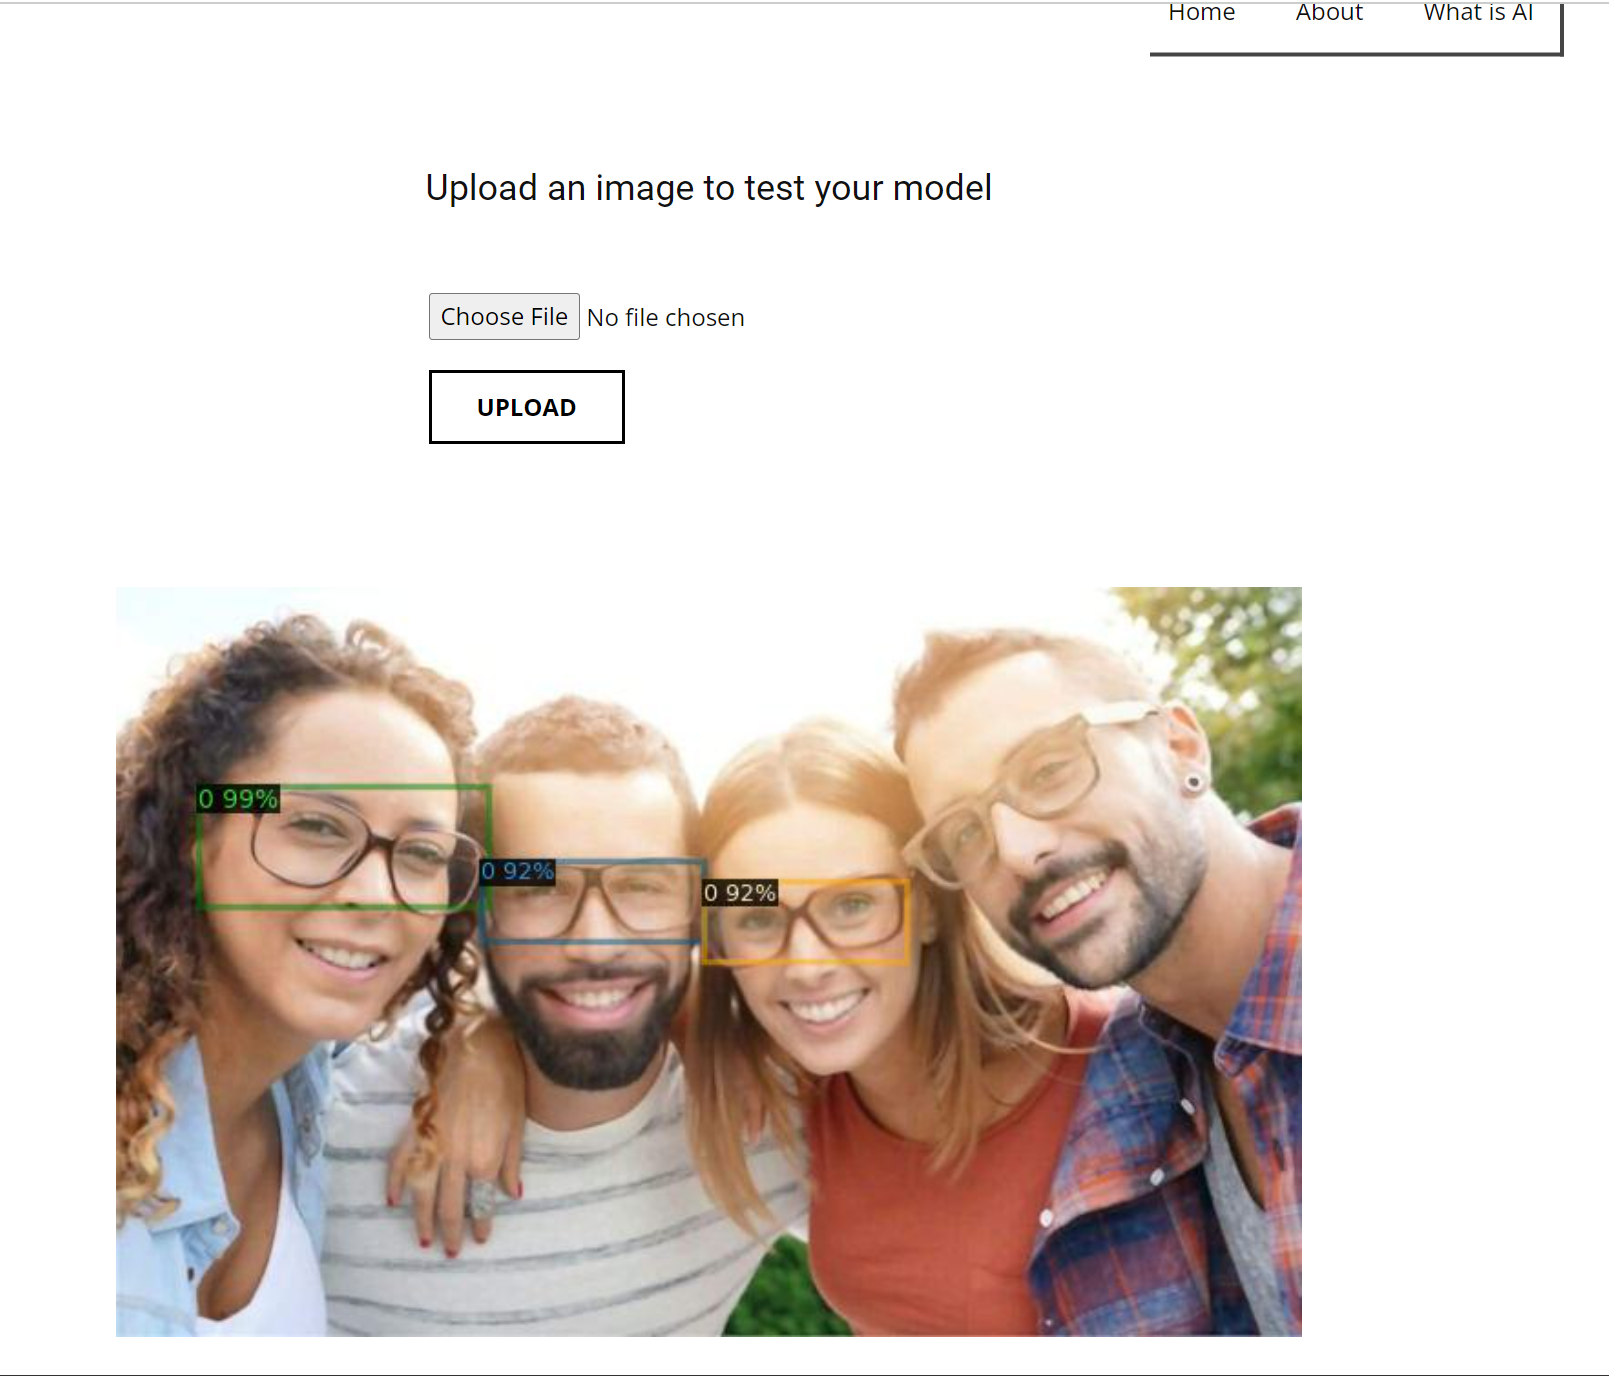 Home About What is AI
Upload an image to test your model
Choose File No file chosen
UPLOAD
0 99%
0 92%
0 92%